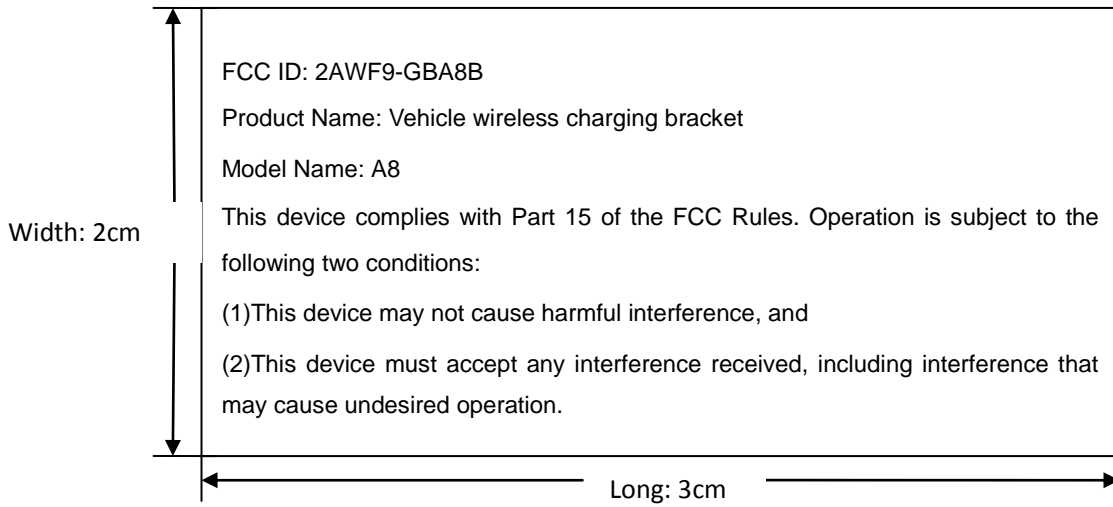 FCC ID: 2AWF9-GBA8B
Product Name: Vehicle wireless charging bracket
Model Name: A8
This device complies with Part 15 of the FCC Rules. Operation is subject to the
following two conditions:
(1)This device may not cause harmful interference, and
(2)This device must accept any interference received, including interference that
may cause undesired operation.
Width: 2cm
Long: 3cm